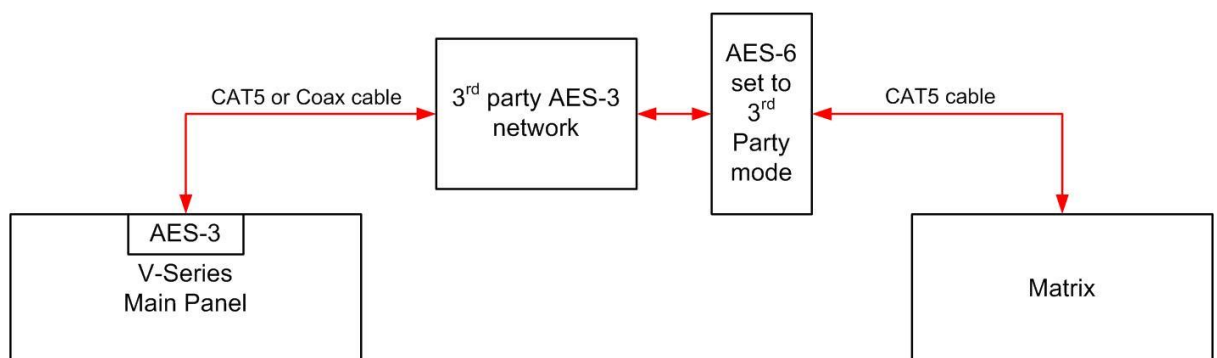 CAT5 or Coax cable
3rd party AES-3
network
AES-6
set to
3rd
Party
mode
CAT5 cable
AES-3
V-Series
Main Panel
Matrix